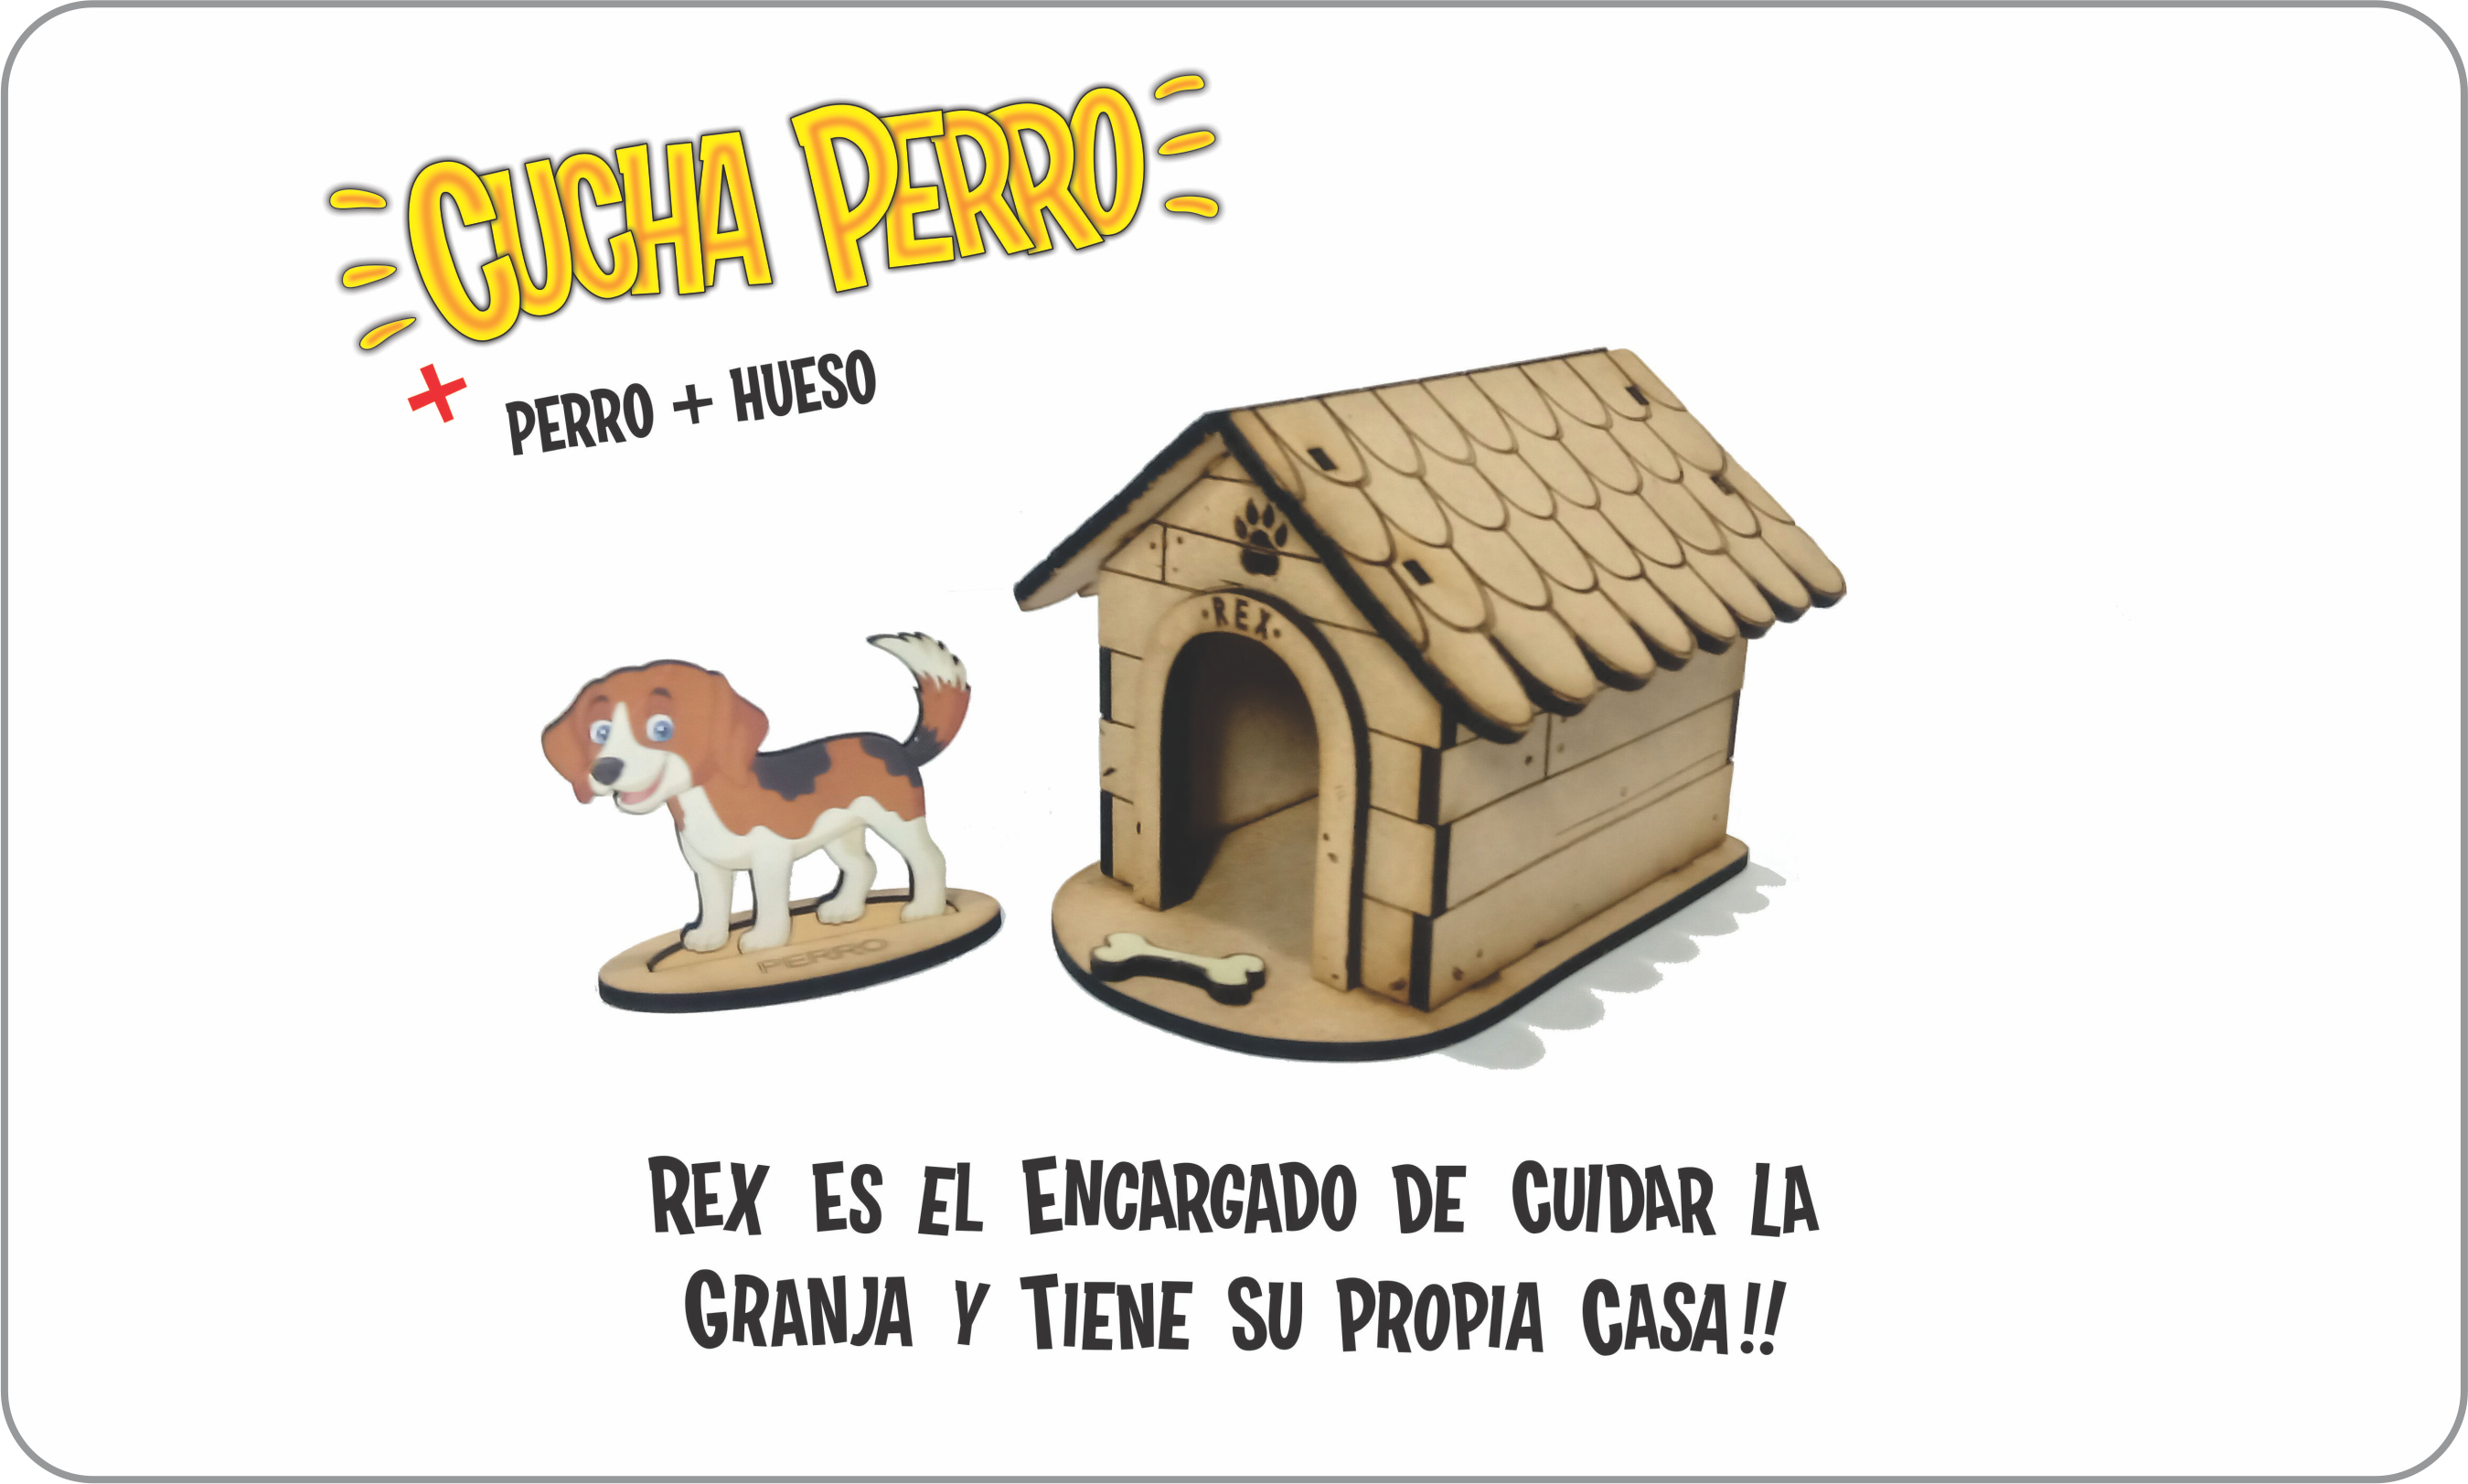 CUCHA PERRO
+ PERRO + HUESO
·REX·
PERRO
REX ES EL ENCARGADO DE CUIDAR LA
GRANJA Y TIENE SU PROPIA CASA!!